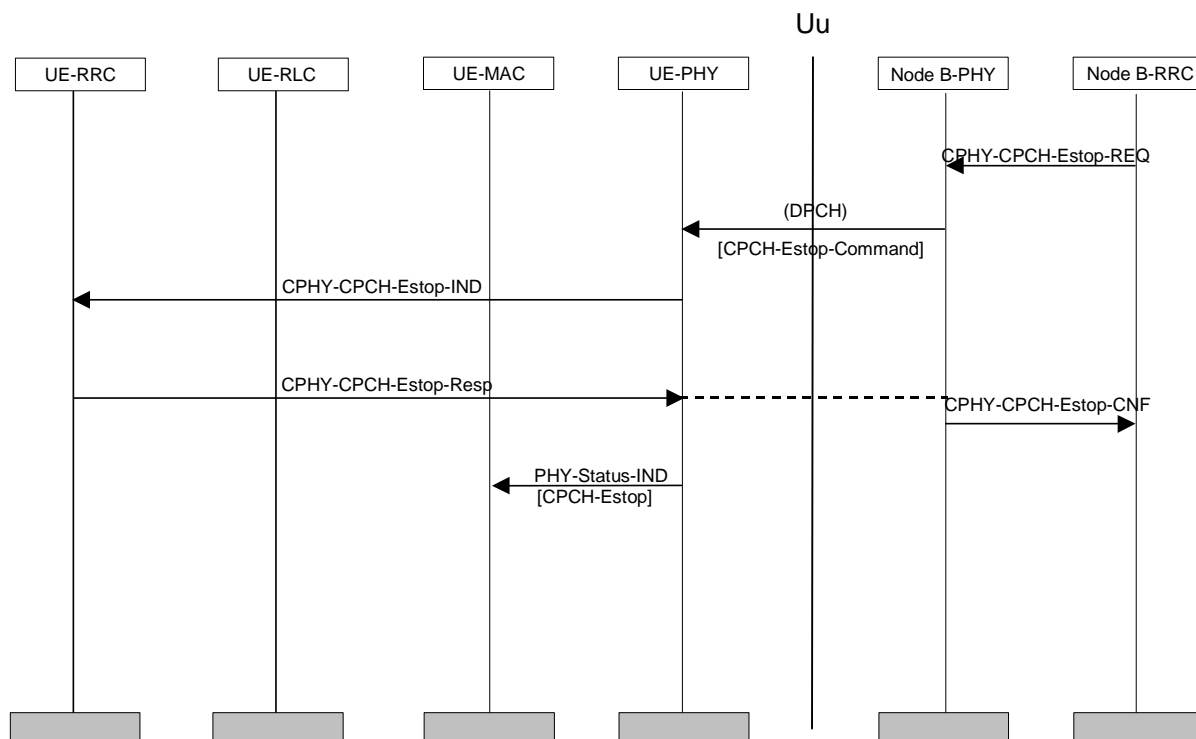 Uu
UE-RRC
UE-RLC
UE-MAC
UE-PHY
Node B-PHY
Node B-RRC
CPHY-CPCH-Estop-REQ
(DPCH)
[CPCH-Estop-Command]
CPHY-CPCH-Estop-IND
CPHY-CPCH-Estop-Resp
CPHY-CPCH-Estop-CNF
PHY-Status-IND
[CPCH-Estop]